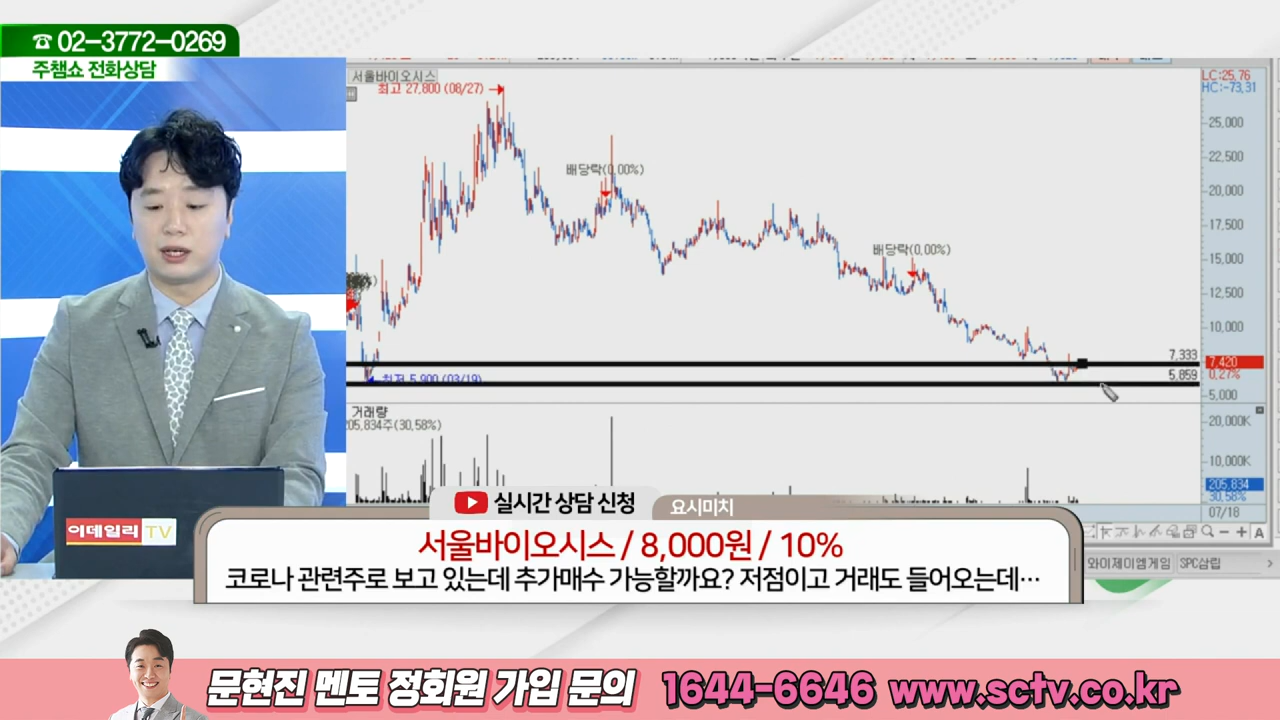 ☎ 02-3772-0269
주챔쇼 전화상담
서울바이오시스
최고 27,800 (08/27)
배당락(0.00%)
배당락(0.00%)
최저 5,900 (03/19)
7,333
5,859
LC:25.76
HC:-73.31
25,000
22,500
20,000
17,500
15,000
12,500
10,000
7,420
0.27%
5,000
거래량
205,834주(30.58%)
20,000K
10,000K
205,834
30.58%
07/18
와이제이엠게임
SPC삼립
이데일리 TV
실시간 상담 신청
요시미치
서울바이오시스 / 8,000원 / 10%
코로나 관련주로 보고 있는데 추가매수 가능할까요? 저점이고 거래도 들어오는데…
문현진 멘토 정회원 가입 문의 1644-6646 www.sctv.co.kr